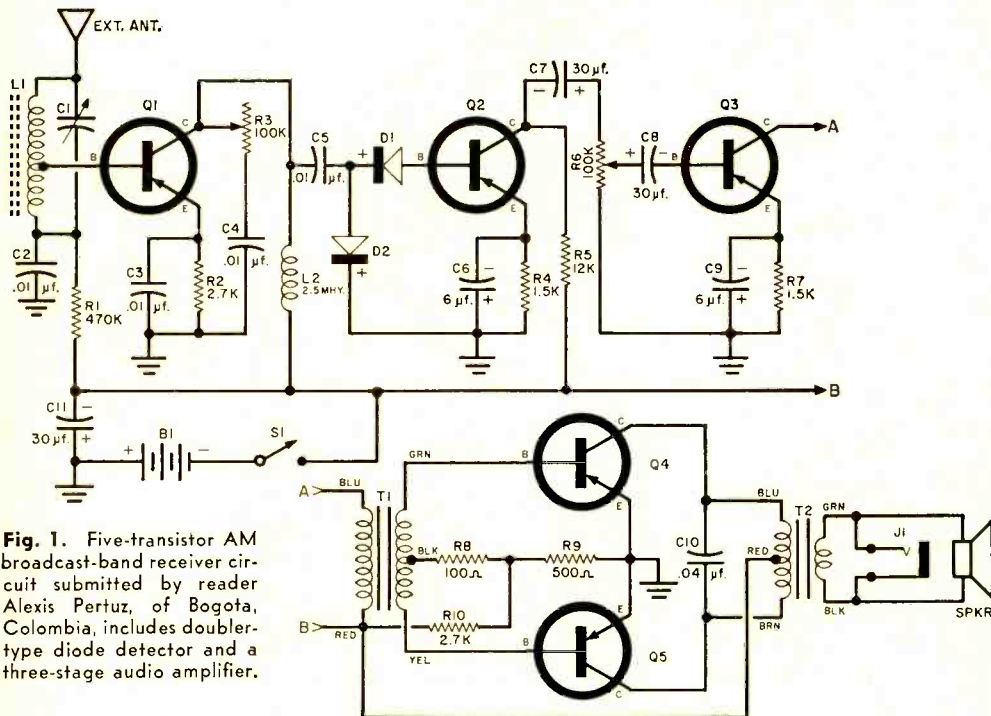 EXT. ANT.
L1
C1
Q1
C
B
E
R3
100K
C5
.01 µf.
D1
+
D2
+
C4
.01 µf.
L2
2.5MHY.
C2
.01 µf.
R1
470K
C3
.01 µf.
R2
2.7K
Q2
C
B
E
C7
30µf.
-
+
C6
-
6µf.
+
R4
1.5K
R5
12K
R6
100K
C8
+
-
30µf.
Q3
C
B
E
A
C9
-
6µf.
+
R7
1.5K
B
C11
-
30µf.
+
+
B1
-
S1
A
B
T1
BLU
RED
GRN
BLK
YEL
R8
100Ω
R9
500Ω
R10
2.7K
B
C
E
Q4
B
E
C
Q5
C10
.04 µf.
BLU
RED
BRN
T2
GRN
BLK
J1
SPKR
Fig. 1. Five-transistor AM
broadcast-band receiver cir-
cuit submitted by reader
Alexis Pertuz, of Bogota,
Colombia, includes doubler-
type diode detector and a
three-stage audio amplifier.